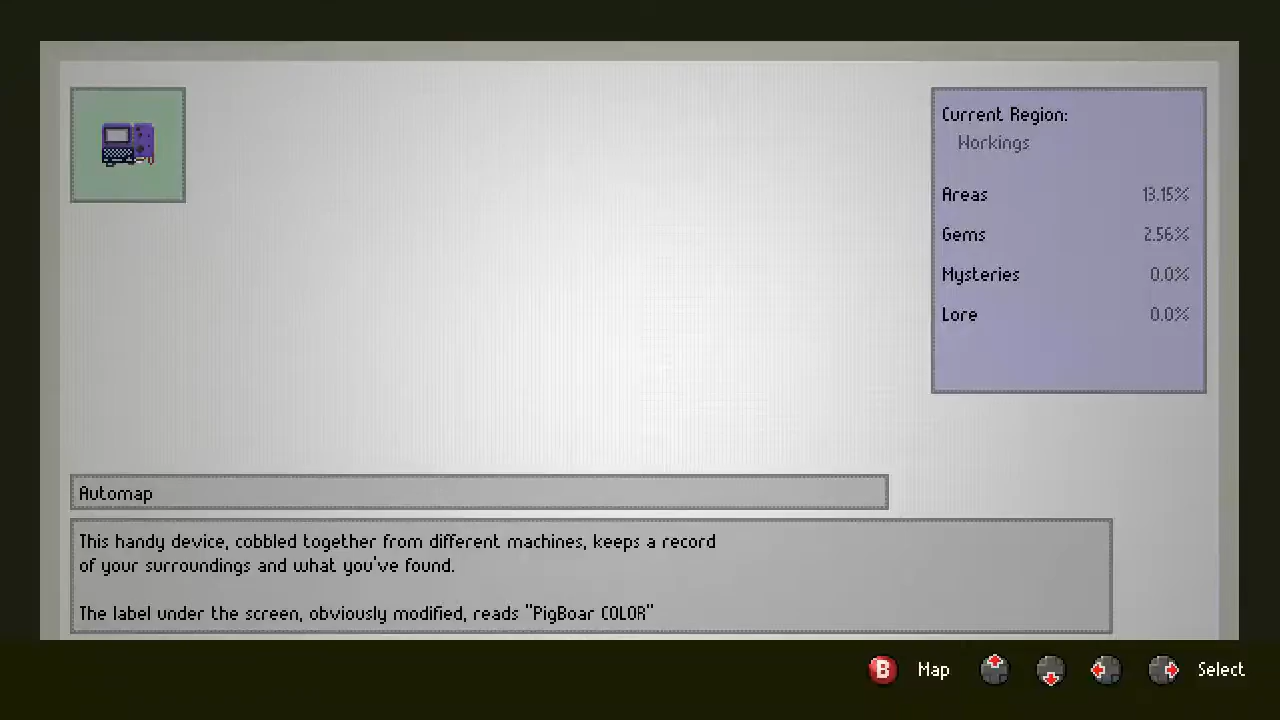 Current Region:
Workings
Areas 13.15%
Gems 2.56%
Mysteries 0.0%
Lore 0.0%
Automap
This handy device, cobbled together from different machines, keeps a record
of your surroundings and what you've found.
The label under the screen, obviously modified, reads "PigBoar COLOR"
B Map Select